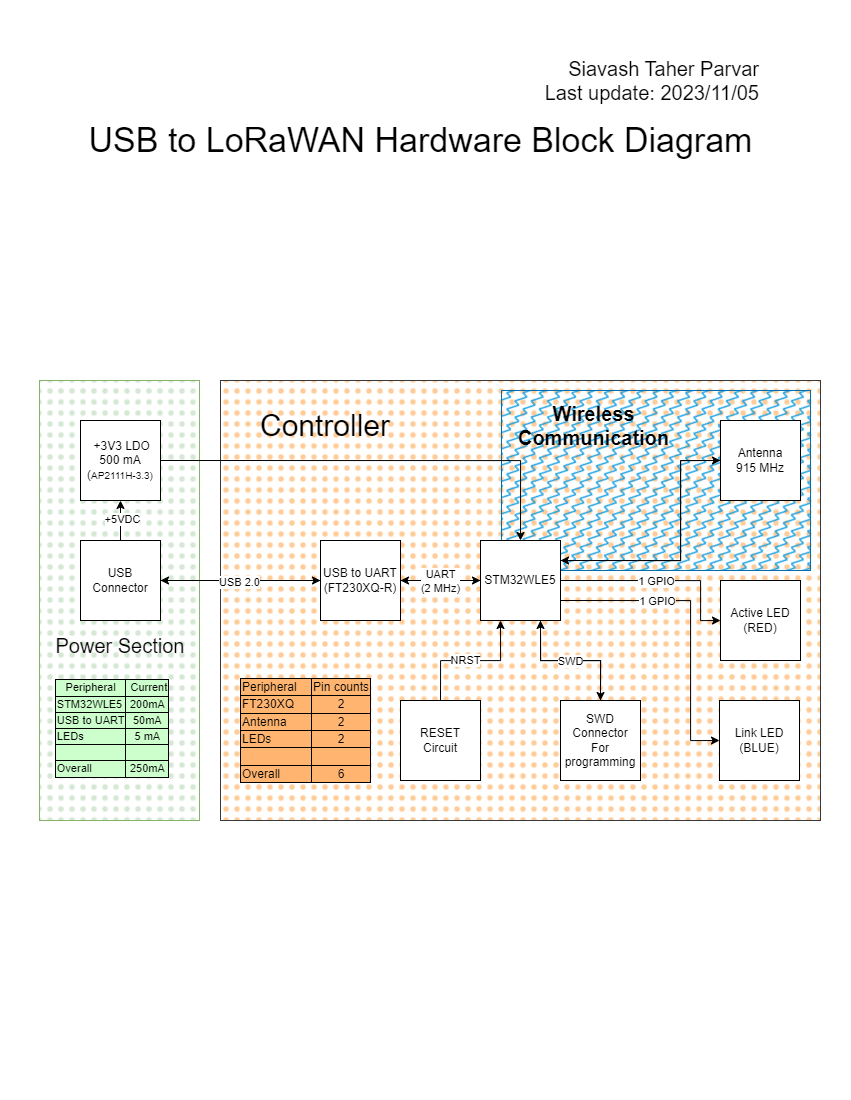 Siavash Taher Parvar
Last update: 2023/11/05
USB to LoRaWAN Hardware Block Diagram
Controller
Wireless
Communication
+3V3 LDO
500 mA
(AP2111H-3.3)
Antenna
915 MHz
+5VDC
USB
Connector
USB 2.0
USB to UART
(FT230XQ-R)
UART
(2 MHz)
STM32WLE5
1 GPIO
1 GPIO
Active LED
(RED)
Power Section
NRST
SWD
Peripheral Current
STM32WLE5 200mA
USB to UART 50mA
LEDs 5 mA
Overall 250mA
Peripheral Pin counts
FT230XQ 2
Antenna 2
LEDs 2
Overall 6
RESET
Circuit
SWD
Connector
For
programming
Link LED
(BLUE)